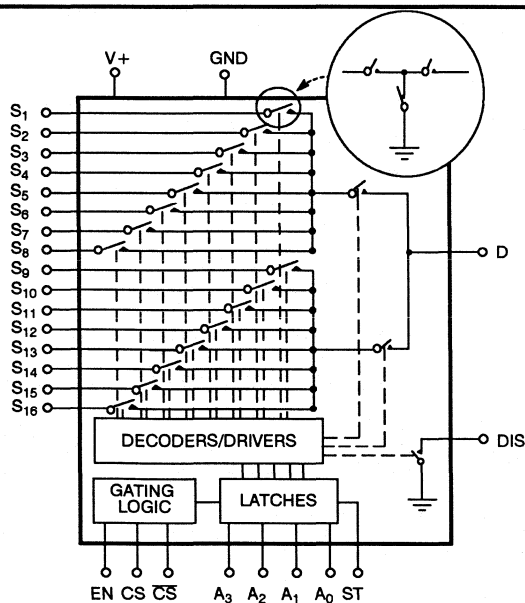 V+
GND
S1
S2
S3
S4
S5
S6
S7
S8
S9
S10
S11
S12
S13
S14
S15
S16
D
DIS
DECODERS/DRIVERS
GATING
LOGIC
LATCHES
EN CS C̅S̅ A3 A2 A1 A0 ST